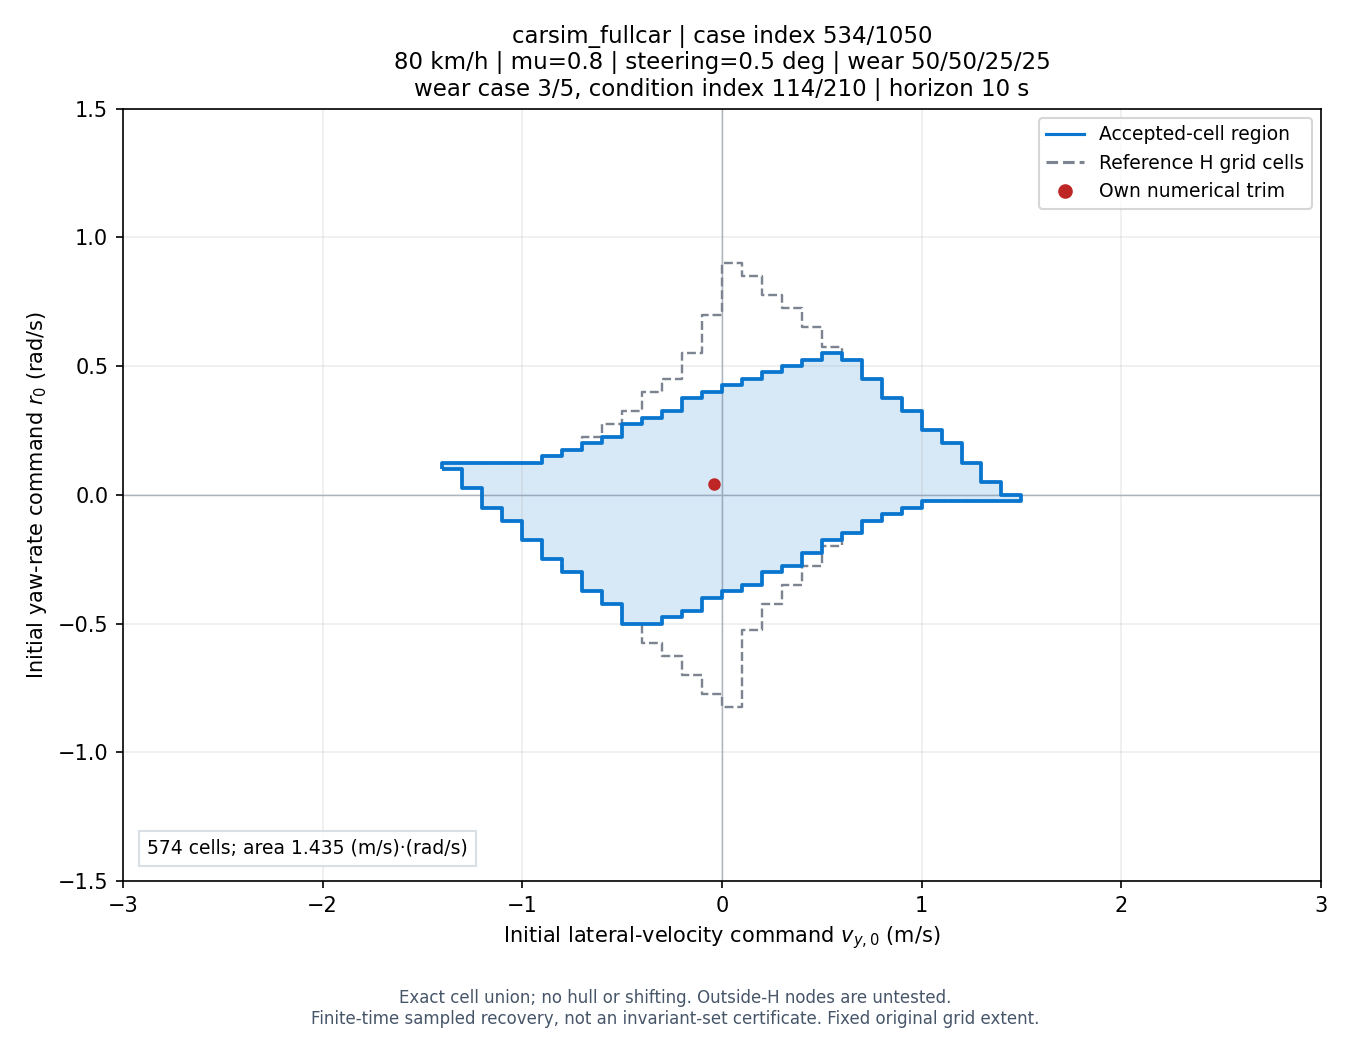 carsim_fullcar | case index 534/1050
80 km/h | mu=0.8 | steering=0.5 deg | wear 50/50/25/25
wear case 3/5, condition index 114/210 | horizon 10 s
Accepted-cell region
Reference H grid cells
Own numerical trim
1.5
1.0
0.5
0.0
−0.5
−1.0
−1.5
Initial yaw-rate command r₀ (rad/s)
574 cells; area 1.435 (m/s)·(rad/s)
−3
−2
−1
0
1
2
3
Initial lateral-velocity command v_{y,0} (m/s)
Exact cell union; no hull or shifting. Outside-H nodes are untested.
Finite-time sampled recovery, not an invariant-set certificate. Fixed original grid extent.